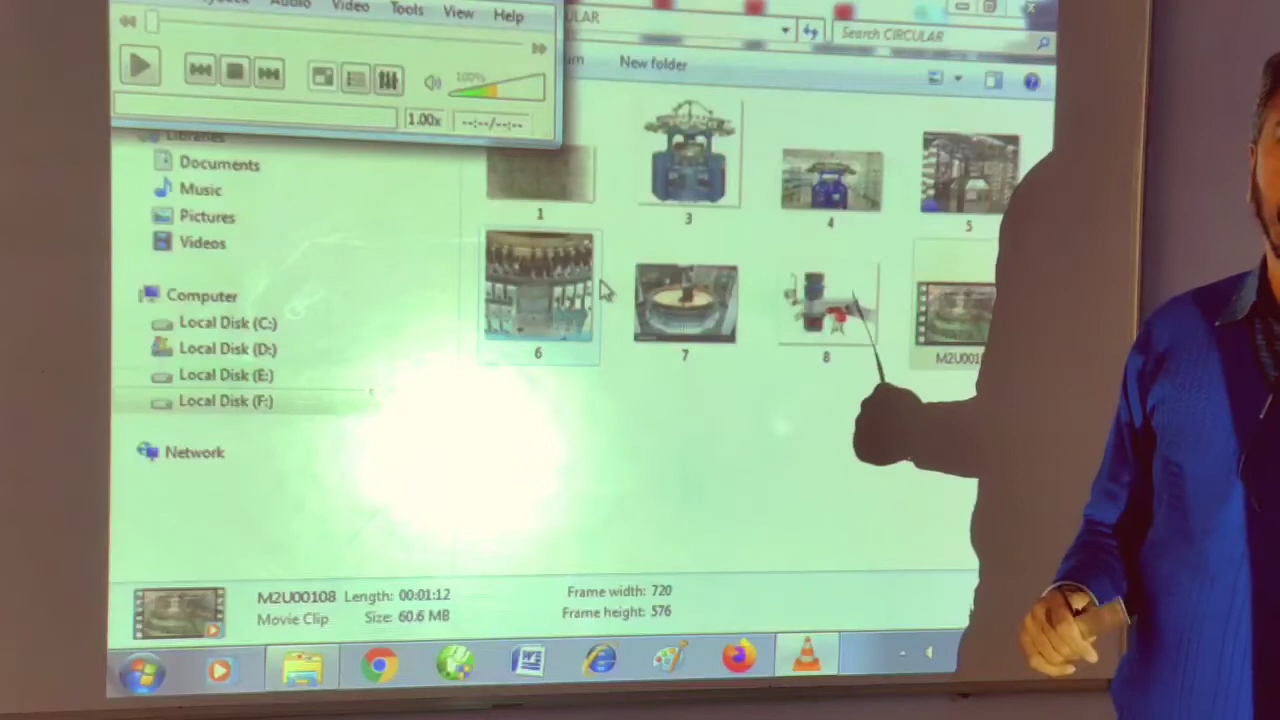 Audio Video Tools View Help
100%
1.00x --:--/--:--
Search CIRCULAR
New folder
Libraries
Documents
Music
Pictures
Videos
Computer
Local Disk (C:)
Local Disk (D:)
Local Disk (E:)
Local Disk (F:)
Network
1
3
4
5
6
7
8
M2U00108 Length: 00:01:12 Frame width: 720
Movie Clip Size: 60.6 MB Frame height: 576